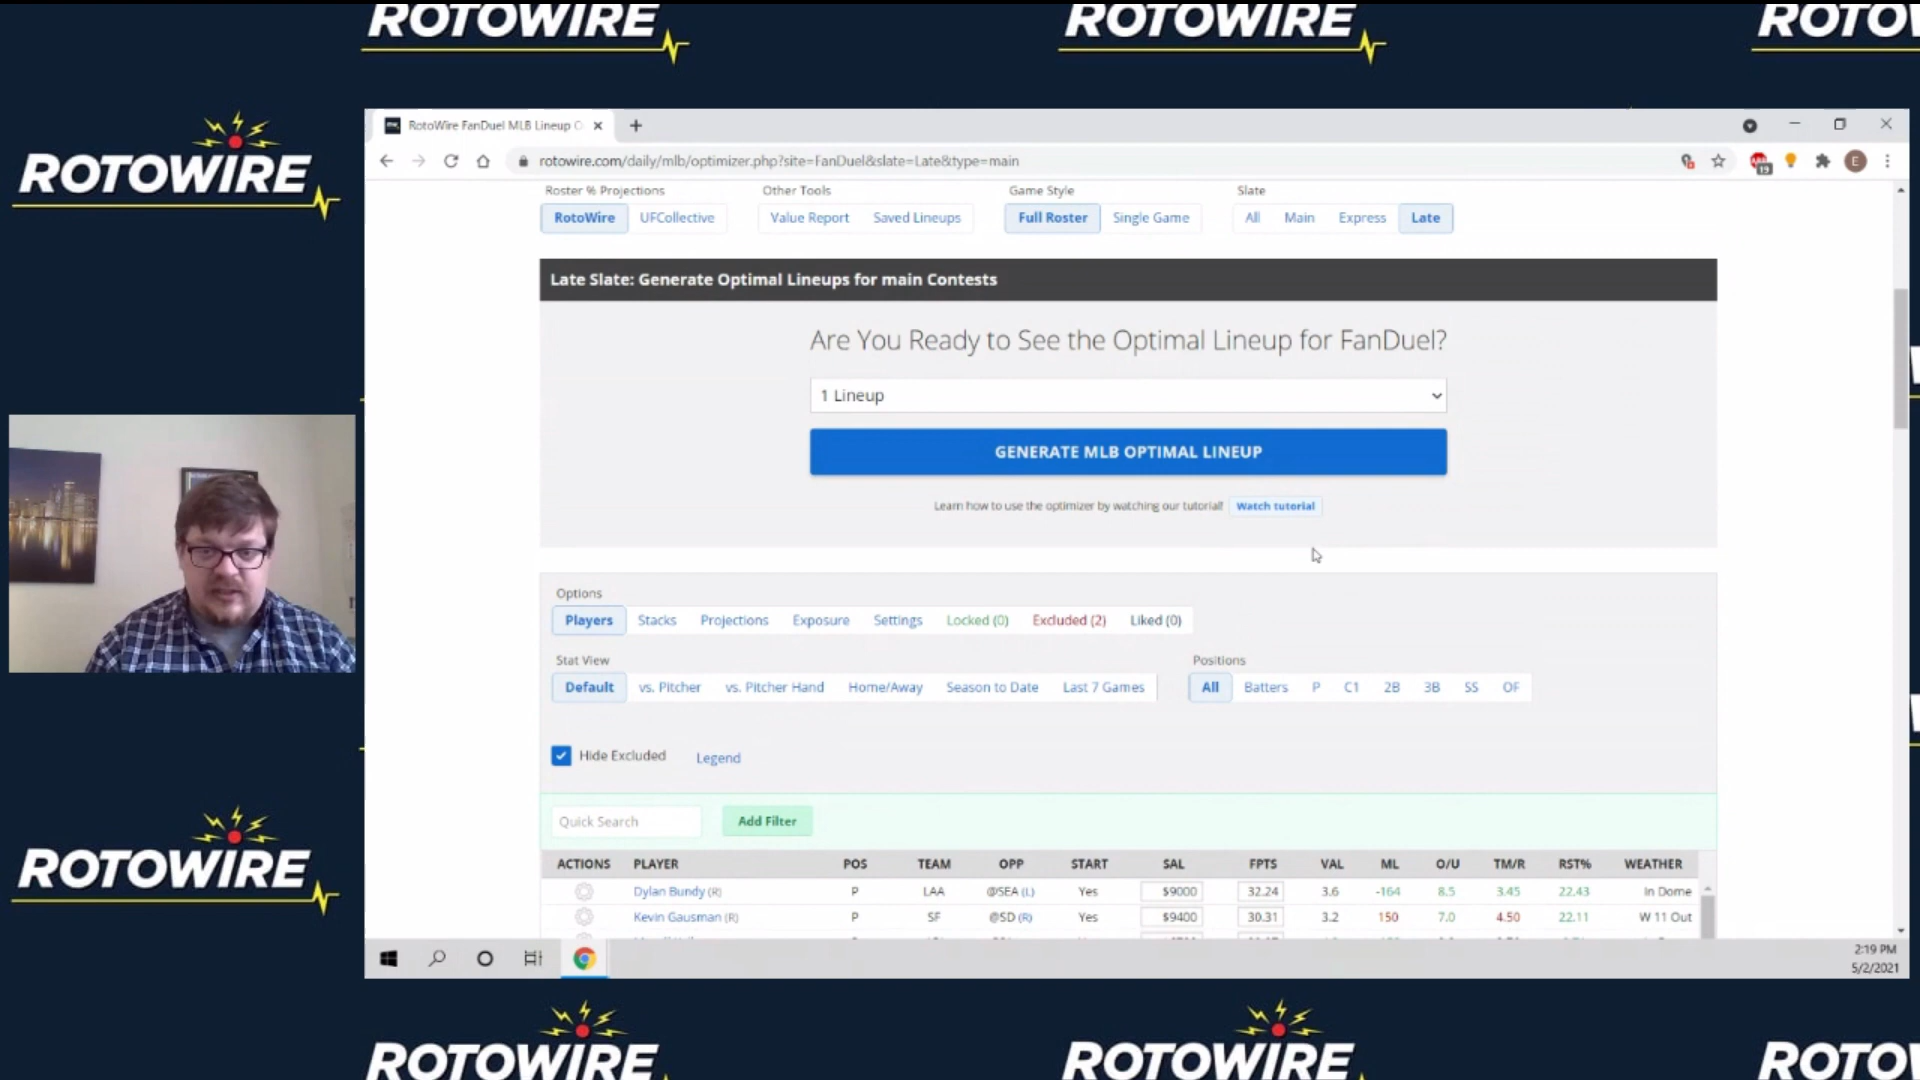 ROTOWIRE ROTOWIRE ROTOW
ROTOWIRE
RotoWire FanDuel MLB Lineup O
rotowire.com/daily/mlb/optimizer.php?site=FanDuel&slate=Late&type=main
19
E
Roster % Projections Other Tools Game Style Slate
RotoWire UFCollective Value Report Saved Lineups Full Roster Single Game All Main Express Late
Late Slate: Generate Optimal Lineups for main Contests
Are You Ready to See the Optimal Lineup for FanDuel?
1 Lineup
GENERATE MLB OPTIMAL LINEUP
Learn how to use the optimizer by watching our tutorial! Watch tutorial
Options
Players Stacks Projections Exposure Settings Locked (0) Excluded (2) Liked (0)
Stat View Positions
Default vs. Pitcher vs. Pitcher Hand Home/Away Season to Date Last 7 Games All Batters P C1 2B 3B SS OF
Hide Excluded Legend
Quick Search Add Filter
ACTIONS PLAYER POS TEAM OPP START SAL FPTS VAL ML O/U TM/R RST% WEATHER
Dylan Bundy (R) P LAA @SEA (L) Yes $9000 32.24 3.6 -164 8.5 3.45 22.43 In Dome
Kevin Gausman (R) P SF @SD (R) Yes $9400 30.31 3.2 150 7.0 4.50 22.11 W 11 Out
ROTOWIRE
2:19 PM
5/2/2021
ROTOWIRE ROTOWIRE ROTOW